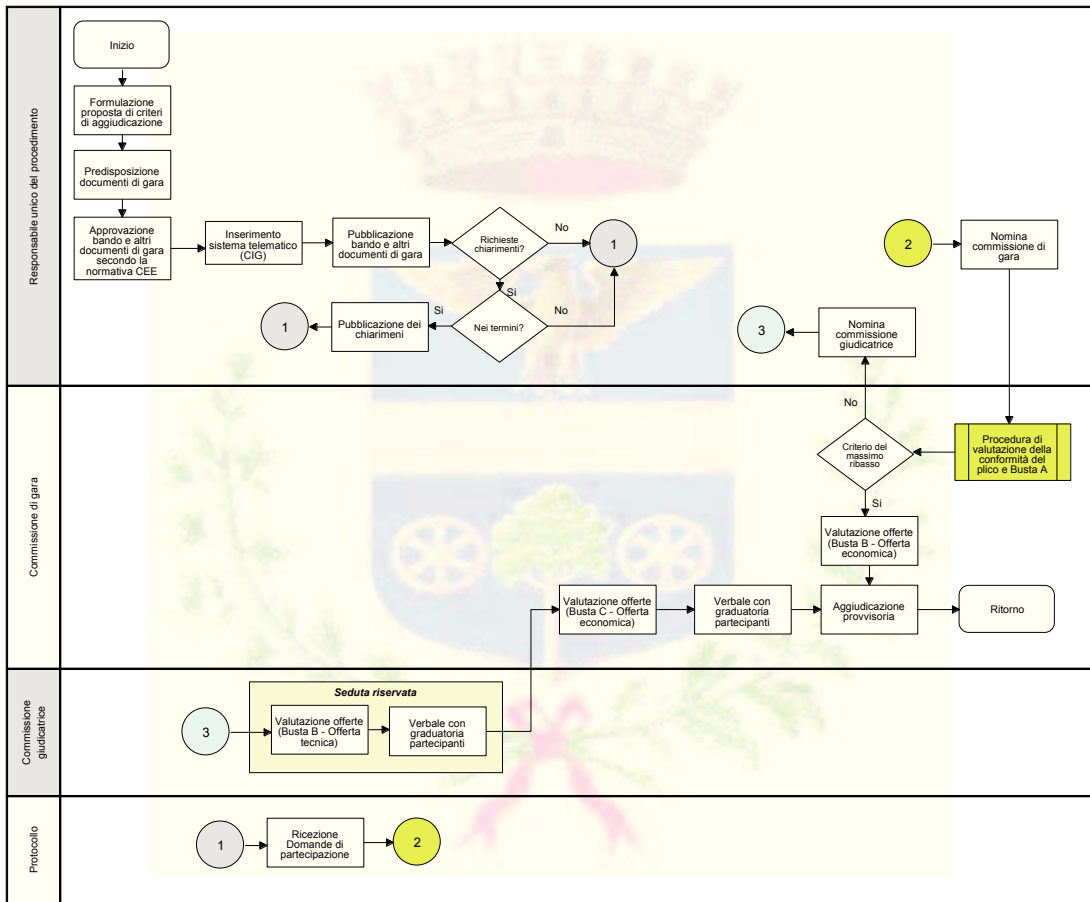 Responsabile unico del procedimento
Inizio
Formulazione
proposta di criteri
di aggiudicazione
Predisposizione
documenti di gara
Approvazione
bando e altri
documenti di gara
secondo la
normativa CEE
Inserimento
sistema telematico
(CIG)
Pubblicazione
bando e altri
documenti di gara
Richieste
chiarimenti?
No
1
Si
Nei termini?
No
Si
Pubblicazione dei
chiarimeni
1
2
Nomina
commissione di
gara
Nomina
commissione
giudicatrice
3
Commissione di gara
No
Criterio del
massimo
ribasso
Procedura di
valutazione della
conformità del
plico e Busta A
Si
Valutazione offerte
(Busta B - Offerta
economica)
Valutazione offerte
(Busta C - Offerta
economica)
Verbale con
graduatoria
partecipanti
Aggiudicazione
provvisoria
Ritorno
Commissione
giudicatrice
Seduta riservata
3
Valutazione offerte
(Busta B - Offerta
tecnica)
Verbale con
graduatoria
partecipanti
Protocollo
1
Ricezione
Domande di
partecipazione
2